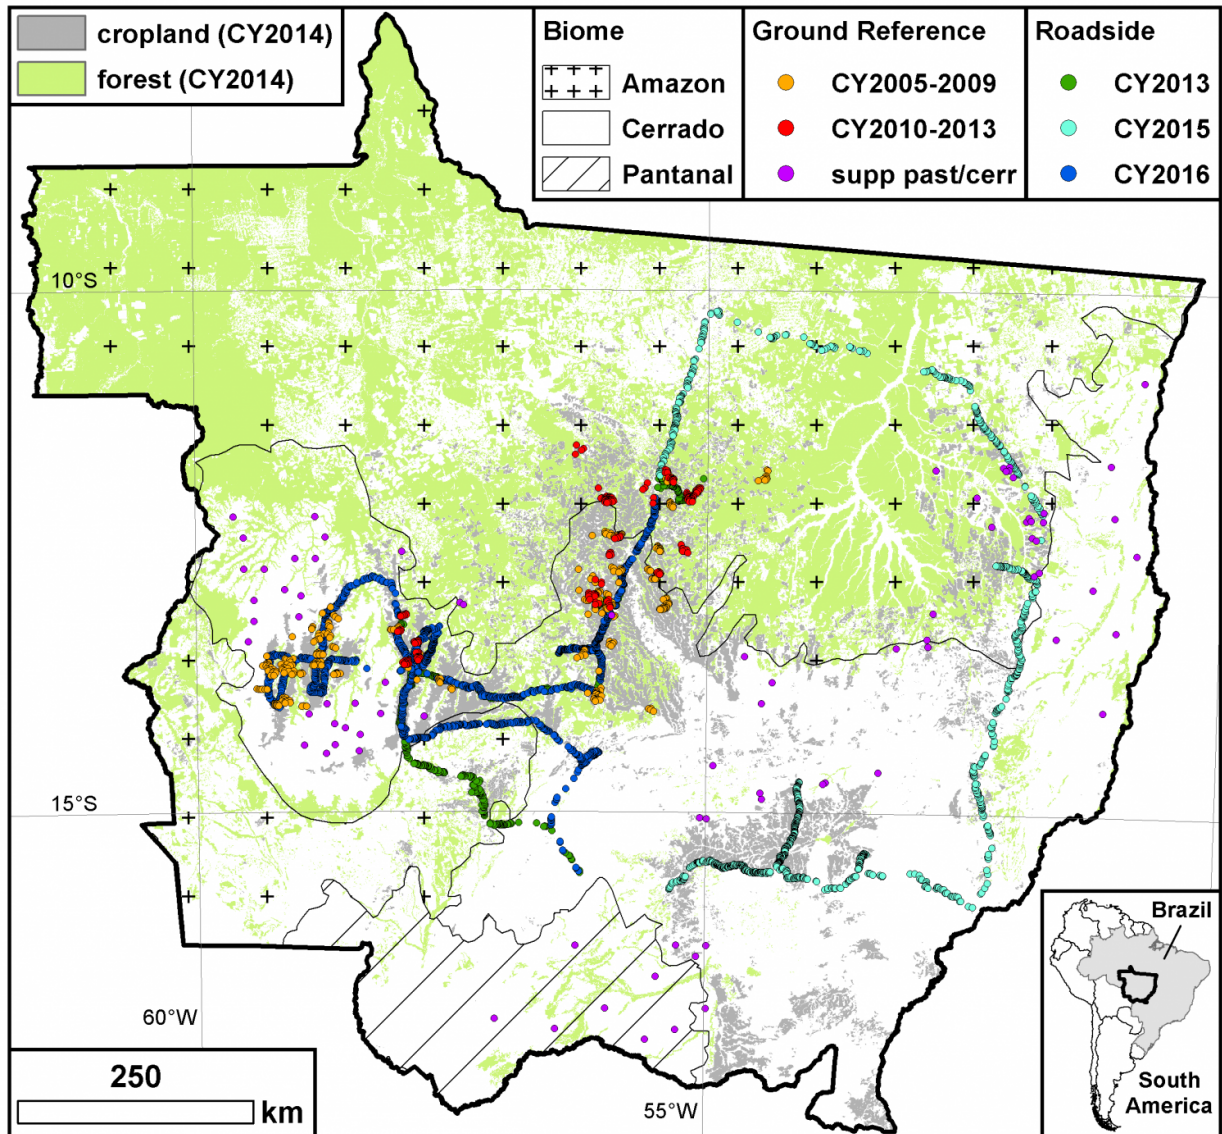 cropland (CY2014)
forest (CY2014)
Biome
Amazon
Cerrado
Pantanal
Ground Reference
CY2005-2009
CY2010-2013
supp past/cerr
Roadside
CY2013
CY2015
CY2016
10°S
15°S
60°W
55°W
250
km
Brazil
South
America